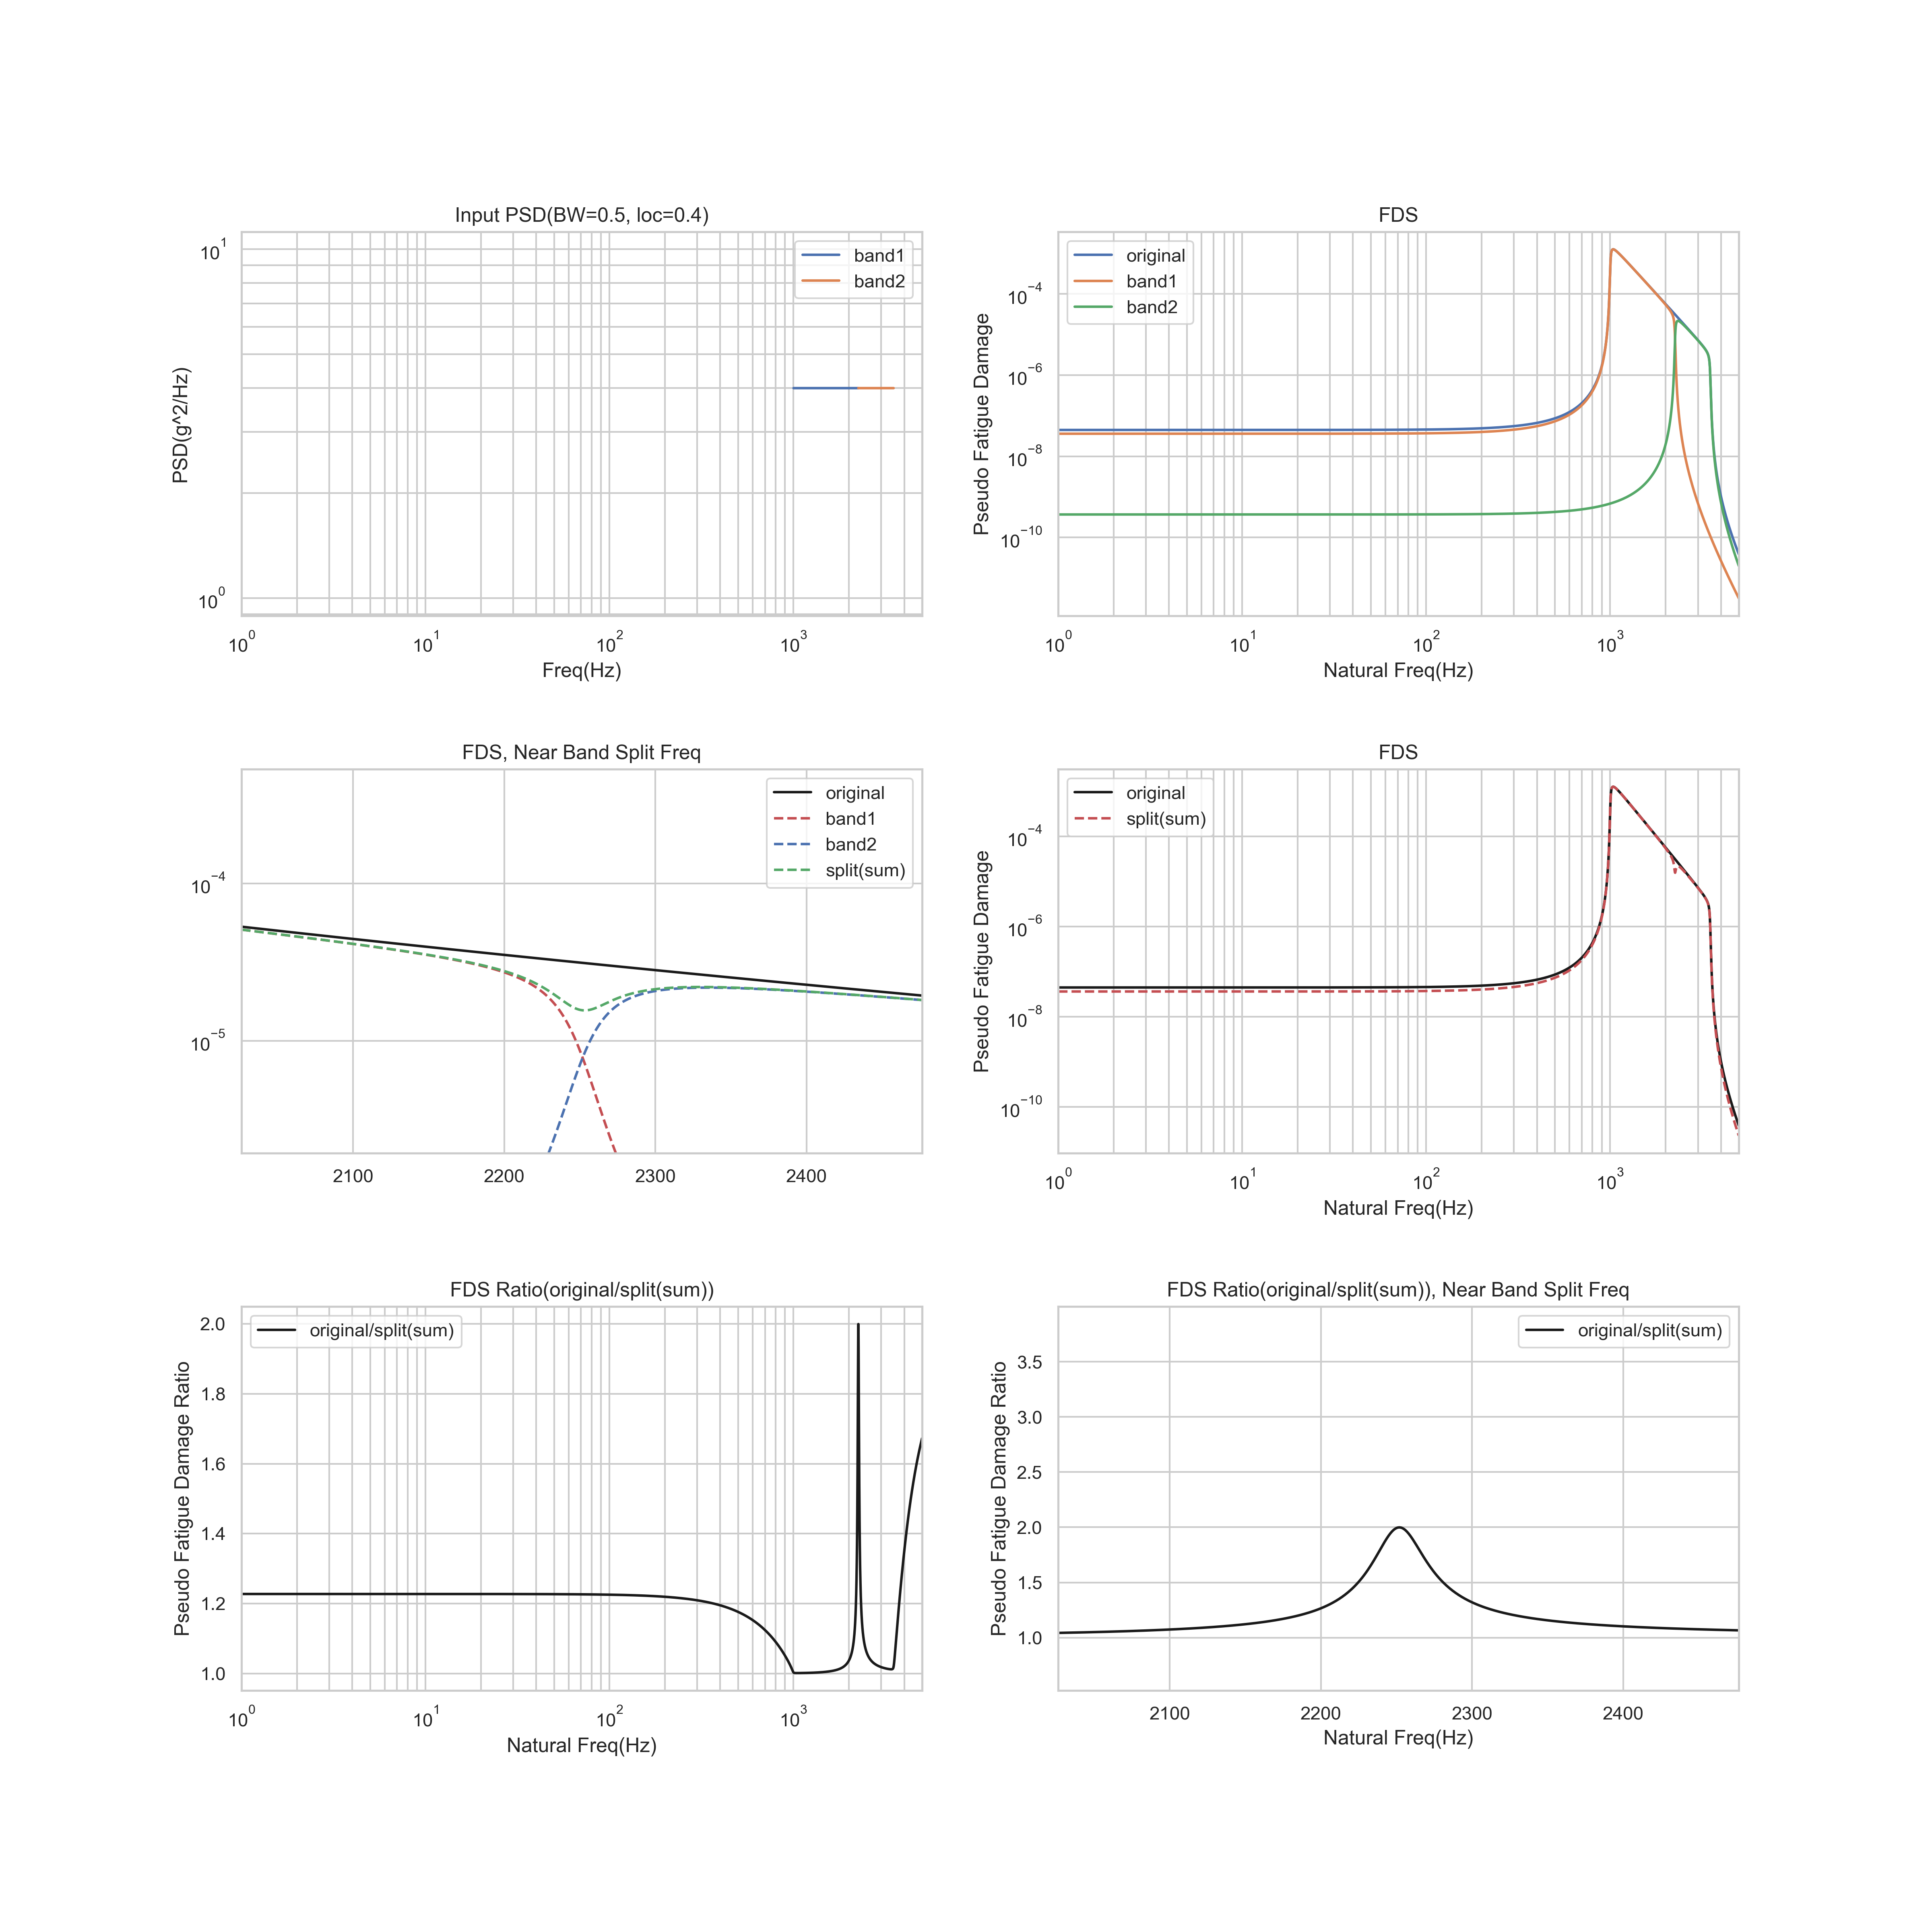 Input PSD(BW=0.5, loc=0.4)
PSD(g^2/Hz)
10^1
10^0
band1
band2
10^0 10^1 10^2 10^3
Freq(Hz)
FDS
Pseudo Fatigue Damage
10^−4
10^−6
10^−8
10^−10
original
band1
band2
10^0 10^1 10^2 10^3
Natural Freq(Hz)
FDS, Near Band Split Freq
10^−4
10^−5
original
band1
band2
split(sum)
2100 2200 2300 2400
FDS
Pseudo Fatigue Damage
10^−4
10^−6
10^−8
10^−10
original
split(sum)
10^0 10^1 10^2 10^3
Natural Freq(Hz)
FDS Ratio(original/split(sum))
Pseudo Fatigue Damage Ratio
2.0
1.8
1.6
1.4
1.2
1.0
original/split(sum)
10^0 10^1 10^2 10^3
Natural Freq(Hz)
FDS Ratio(original/split(sum)), Near Band Split Freq
Pseudo Fatigue Damage Ratio
3.5
3.0
2.5
2.0
1.5
1.0
original/split(sum)
2100 2200 2300 2400
Natural Freq(Hz)